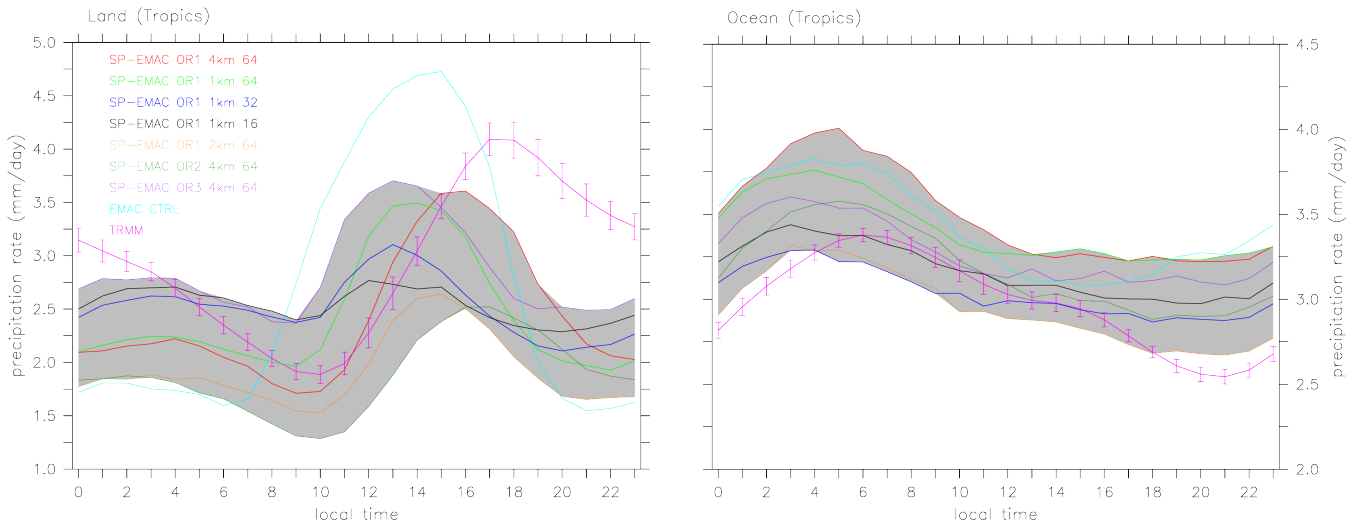 Land (Tropics)
5.0
4.5
4.0
3.5
3.0
2.5
2.0
1.5
1.0
precipitation rate (mm/day)
SP-EMAC OR1 4km 64
SP-EMAC OR1 1km 64
SP-EMAC OR1 1km 32
SP-EMAC OR1 1km 16
SP-EMAC OR1 2km 64
SP-EMAC OR2 4km 64
SP-EMAC OR3 4km 64
EMAC CTRL
TRMM
0 2 4 6 8 10 12 14 16 18 20 22
local time
Ocean (Tropics)
4.5
4.0
3.5
3.0
2.5
2.0
precipitation rate (mm/day)
0 2 4 6 8 10 12 14 16 18 20 22
local time